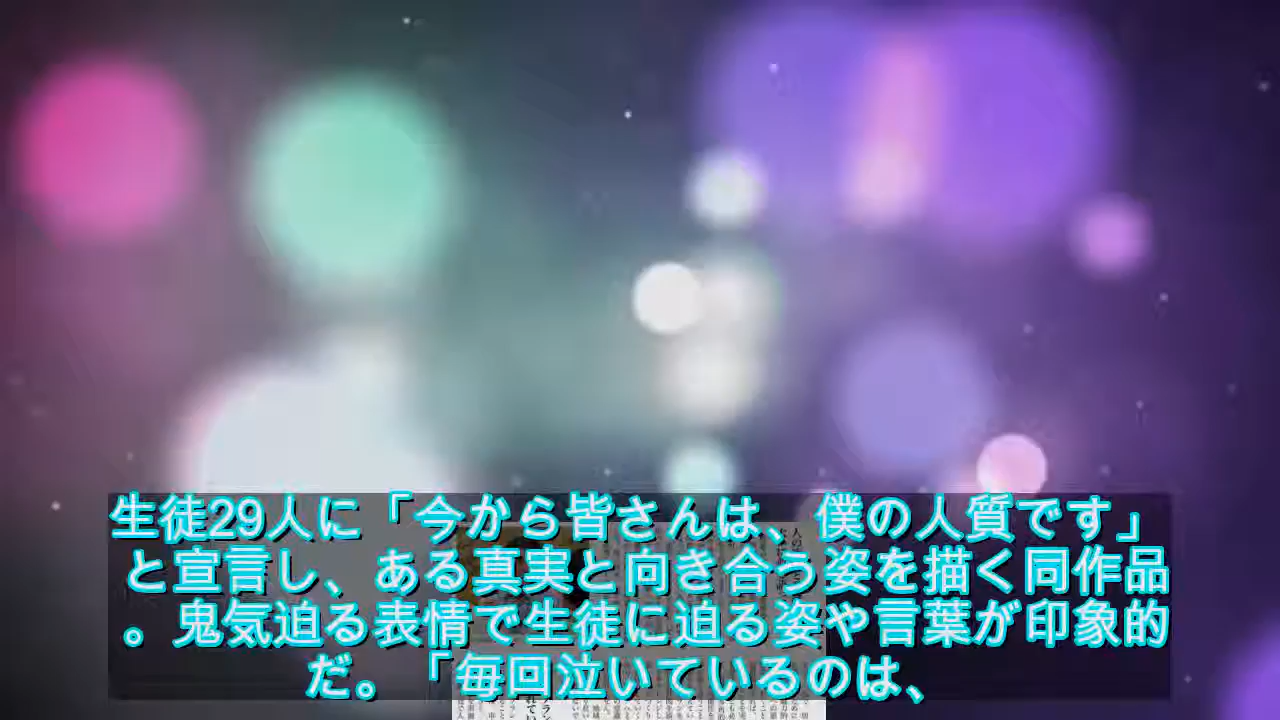 生徒29人に「今から皆さんは、僕の人質です」
と宣言し、ある真実と向き合う姿を描く同作品
。鬼気迫る表情で生徒に迫る姿や言葉が印象的
だ。「毎回泣いているのは、